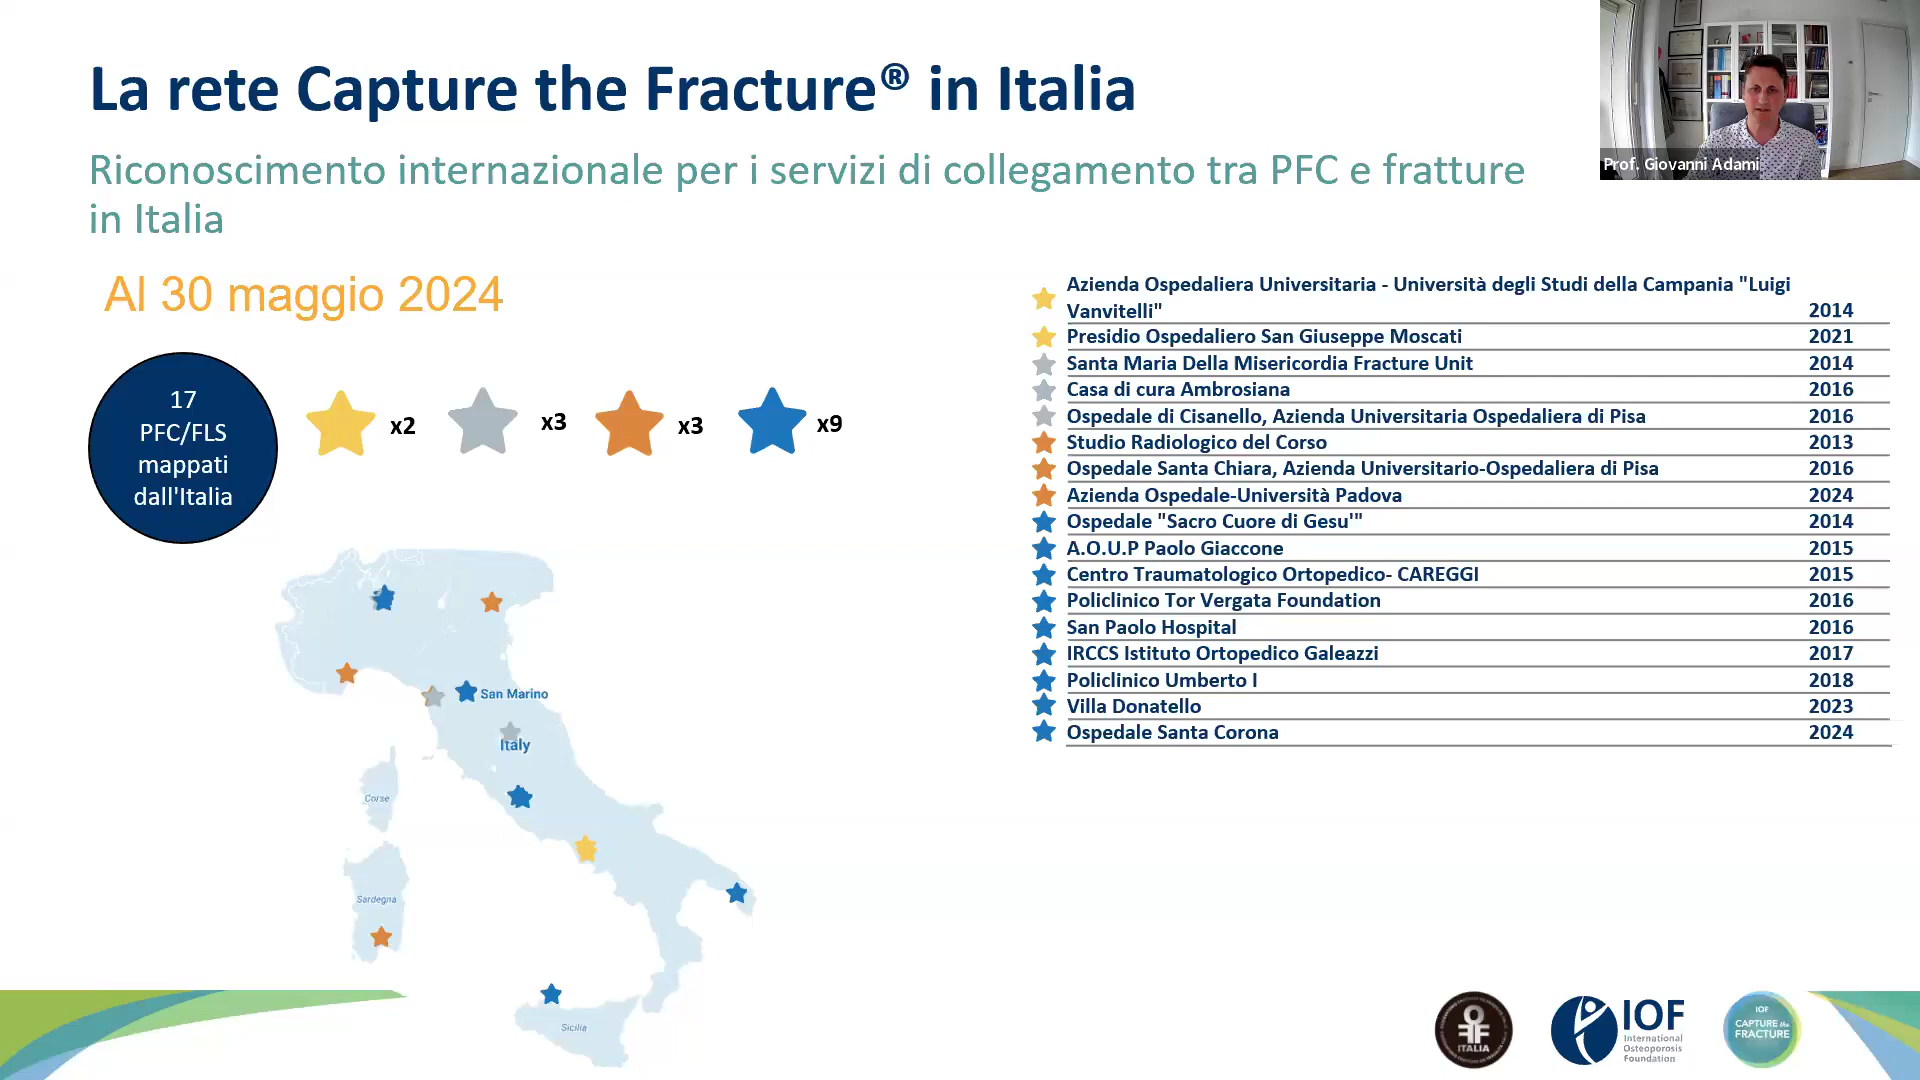 La rete Capture the Fracture® in Italia
Riconoscimento internazionale per i servizi di collegamento tra PFC e fratture
in Italia
Prof. Giovanni Adami
Al 30 maggio 2024
17
PFC/FLS
mappati
dall'Italia
x2
x3
x3
x9
Azienda Ospedaliera Universitaria - Università degli Studi della Campania "Luigi
Vanvitelli" 2014
Presidio Ospedaliero San Giuseppe Moscati 2021
Santa Maria Della Misericordia Fracture Unit 2014
Casa di cura Ambrosiana 2016
Ospedale di Cisanello, Azienda Universitaria Ospedaliera di Pisa 2016
Studio Radiologico del Corso 2013
Ospedale Santa Chiara, Azienda Universitario-Ospedaliera di Pisa 2016
Azienda Ospedale-Università Padova 2024
Ospedale "Sacro Cuore di Gesu'" 2014
A.O.U.P Paolo Giaccone 2015
Centro Traumatologico Ortopedico- CAREGGI 2015
Policlinico Tor Vergata Foundation 2016
San Paolo Hospital 2016
IRCCS Istituto Ortopedico Galeazzi 2017
Policlinico Umberto I 2018
Villa Donatello 2023
Ospedale Santa Corona 2024
San Marino
Italy
Corse
Sardegna
Sicilia
ITALIA
IOF
International
Osteoporosis
Foundation
IOF
CAPTURE the
FRACTURE